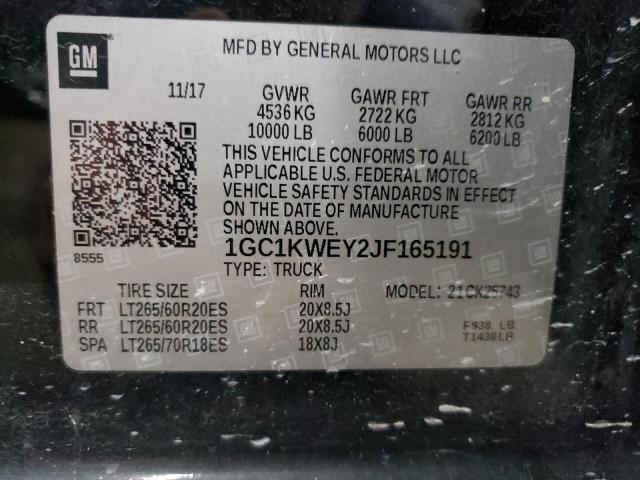 GM
MFD BY GENERAL MOTORS LLC
11/17 GVWR GAWR FRT GAWR RR
4536 KG 2722 KG 2812 KG
10000 LB 6000 LB 6200 LB
THIS VEHICLE CONFORMS TO ALL
APPLICABLE U.S. FEDERAL MOTOR
VEHICLE SAFETY STANDARDS IN EFFECT
ON THE DATE OF MANUFACTURE
SHOWN ABOVE.
8555
1GC1KWEY2JF165191
TYPE: TRUCK
TIRE SIZE RIM MODEL: 21CK25743
FRT LT265/60R20ES 20X8.5J
RR LT265/60R20ES 20X8.5J F938 LB
SPA LT265/70R18ES 18X8J T1438LB